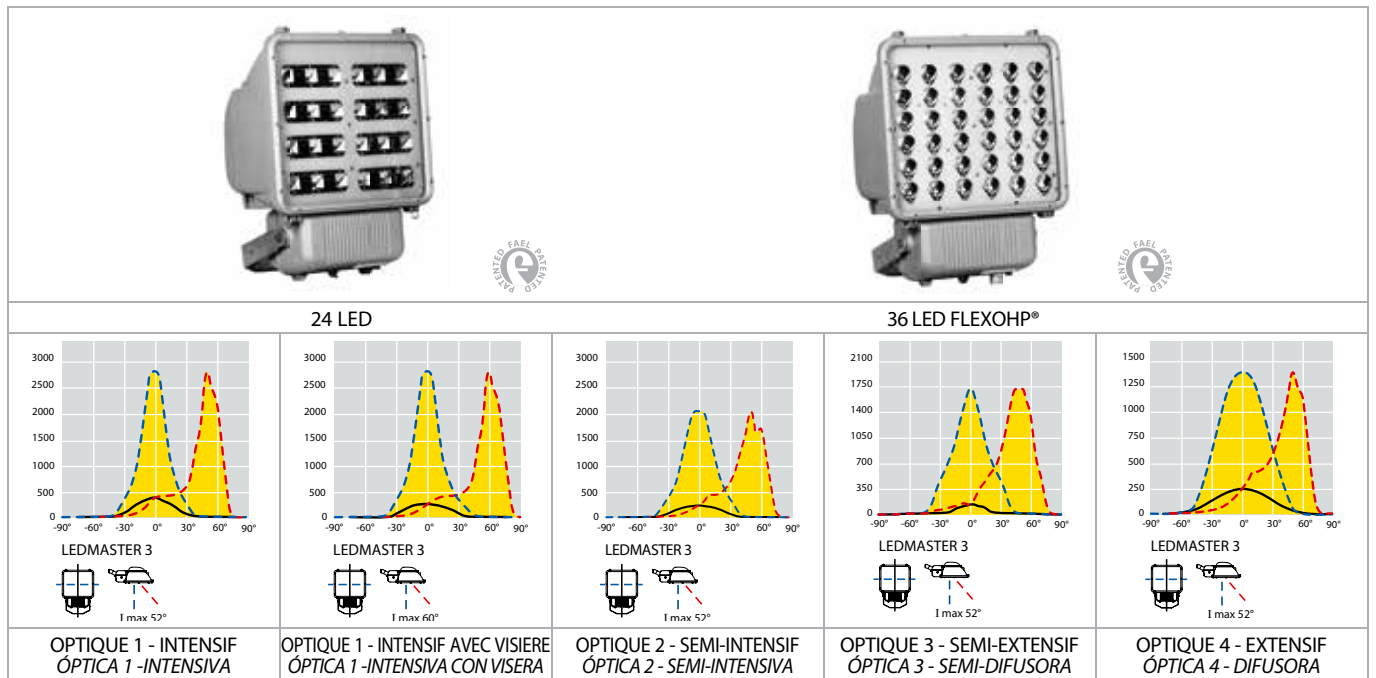 PATENTED FAEL PATENTED
PATENTED FAEL PATENTED
24 LED
36 LED FLEXOHP®
3000
2500
2000
1500
1000
500
0
-90° -60° -30° 0° 30° 60° 90°
LEDMASTER 3
I max 52°
OPTIQUE 1 - INTENSIF
ÓPTICA 1 -INTENSIVA
3000
2500
2000
1500
1000
500
0
-90° -60° -30° 0° 30° 60° 90°
LEDMASTER 3
I max 60°
OPTIQUE 1 - INTENSIF AVEC VISIERE
ÓPTICA 1 -INTENSIVA CON VISERA
3000
2500
2000
1500
1000
500
0
-90° -60° -30° 0° 30° 60° 90°
LEDMASTER 3
I max 52°
OPTIQUE 2 - SEMI-INTENSIF
ÓPTICA 2 - SEMI-INTENSIVA
2100
1750
1400
1050
700
350
0
-90° -60° -30° 0° 30° 60° 90°
LEDMASTER 3
I max 52°
OPTIQUE 3 - SEMI-EXTENSIF
ÓPTICA 3 - SEMI-DIFUSORA
1500
1250
1000
750
500
250
0
-90° -60° -30° 0° 30° 60° 90°
LEDMASTER 3
I max 52°
OPTIQUE 4 - EXTENSIF
ÓPTICA 4 - DIFUSORA